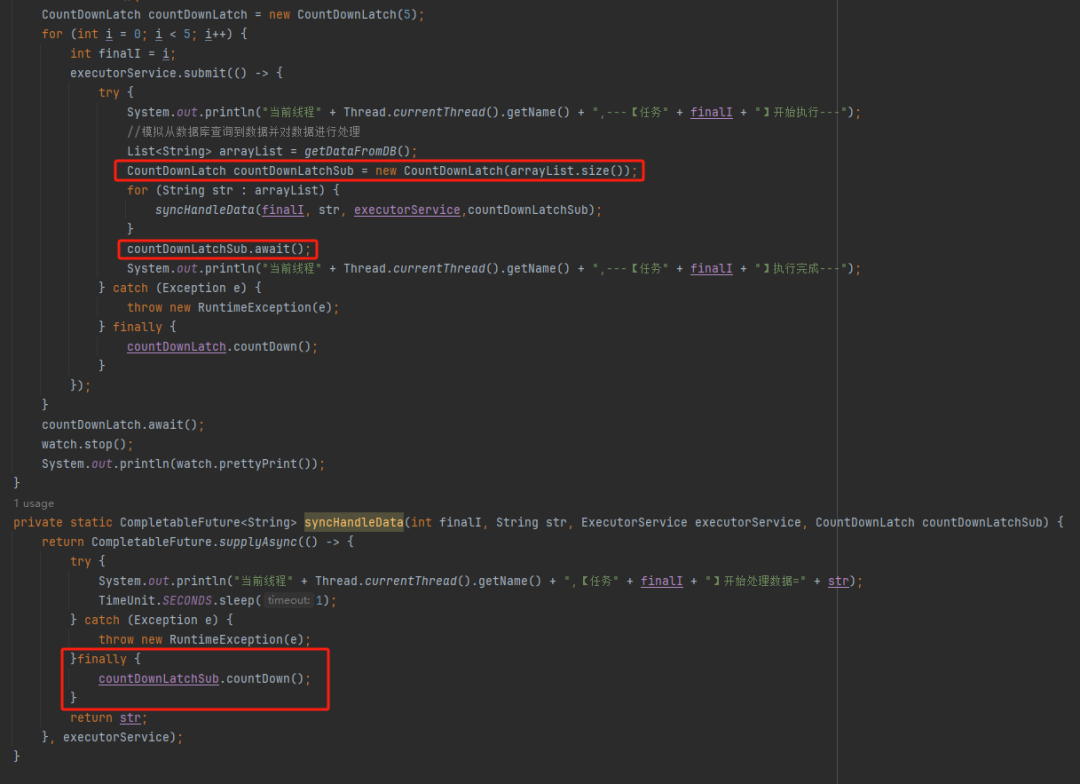 CountDownLatch countDownLatch = new CountDownLatch(5);
for (int i = 0; i < 5; i++) {
int finalI = i;
executorService.submit(() -> {
try {
System.out.println("当前线程" + Thread.currentThread().getName() + ",---【任务" + finalI + "】开始执行---");
//模拟从数据库查询到数据并对数据进行处理
List<String> arrayList = getDataFromDB();
CountDownLatch countDownLatchSub = new CountDownLatch(arrayList.size());
for (String str : arrayList) {
syncHandleData(finalI, str, executorService,countDownLatchSub);
}
countDownLatchSub.await();
System.out.println("当前线程" + Thread.currentThread().getName() + ",---【任务" + finalI + "】执行完成---");
} catch (Exception e) {
throw new RuntimeException(e);
} finally {
countDownLatch.countDown();
}
});
}
countDownLatch.await();
watch.stop();
System.out.println(watch.prettyPrint());
}
1 usage
private static CompletableFuture<String> syncHandleData(int finalI, String str, ExecutorService executorService, CountDownLatch countDownLatchSub) {
return CompletableFuture.supplyAsync(() -> {
try {
System.out.println("当前线程" + Thread.currentThread().getName() + ",【任务" + finalI + "】开始处理数据=" + str);
TimeUnit.SECONDS.sleep( timeout: 1);
} catch (Exception e) {
throw new RuntimeException(e);
}finally {
countDownLatchSub.countDown();
}
return str;
}, executorService);
}